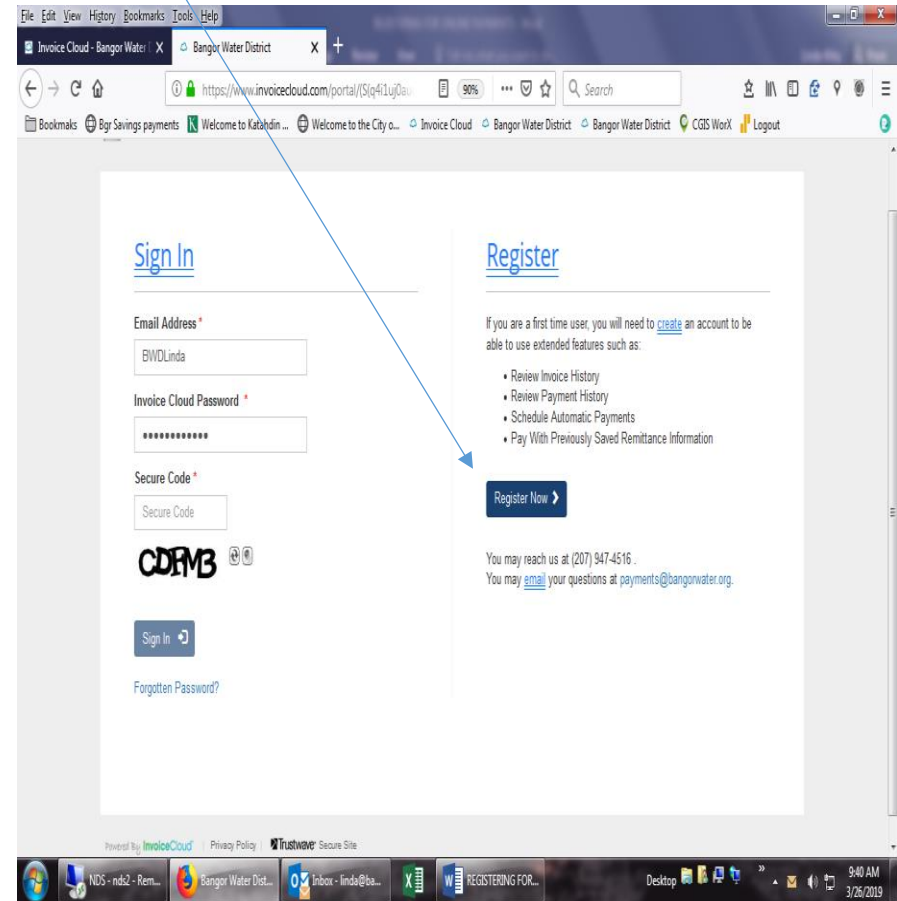 File Edit View History Bookmarks Tools Help
Invoice Cloud - Bangor Water X Bangor Water District X +
https://www.invoicecloud.com/portal/(S(q4i1uj0au 90% Search
Bookmaks Bgr Savings payments Welcome to Katahdin ... Welcome to the City o... Invoice Cloud Bangor Water District Bangor Water District CGIS WorX Logout
Sign In
Email Address *
BWDLinda
Invoice Cloud Password *
••••••••••••
Secure Code *
Secure Code
CDFM3
Sign In
Forgotten Password?
Register
If you are a first time user, you will need to create an account to be
able to use extended features such as:
• Review Invoice History
• Review Payment History
• Schedule Automatic Payments
• Pay With Previously Saved Remittance Information
Register Now
You may reach us at (207) 947-4516 .
You may email your questions at payments@bangorwater.org.
Powered By InvoiceCloud | Privacy Policy | Trustwave Secure Site
NDS - nds2 - Rem... Bangor Water Dist... Inbox - linda@ba... REGISTERING FOR... Desktop » 9:40 AM
3/26/2019